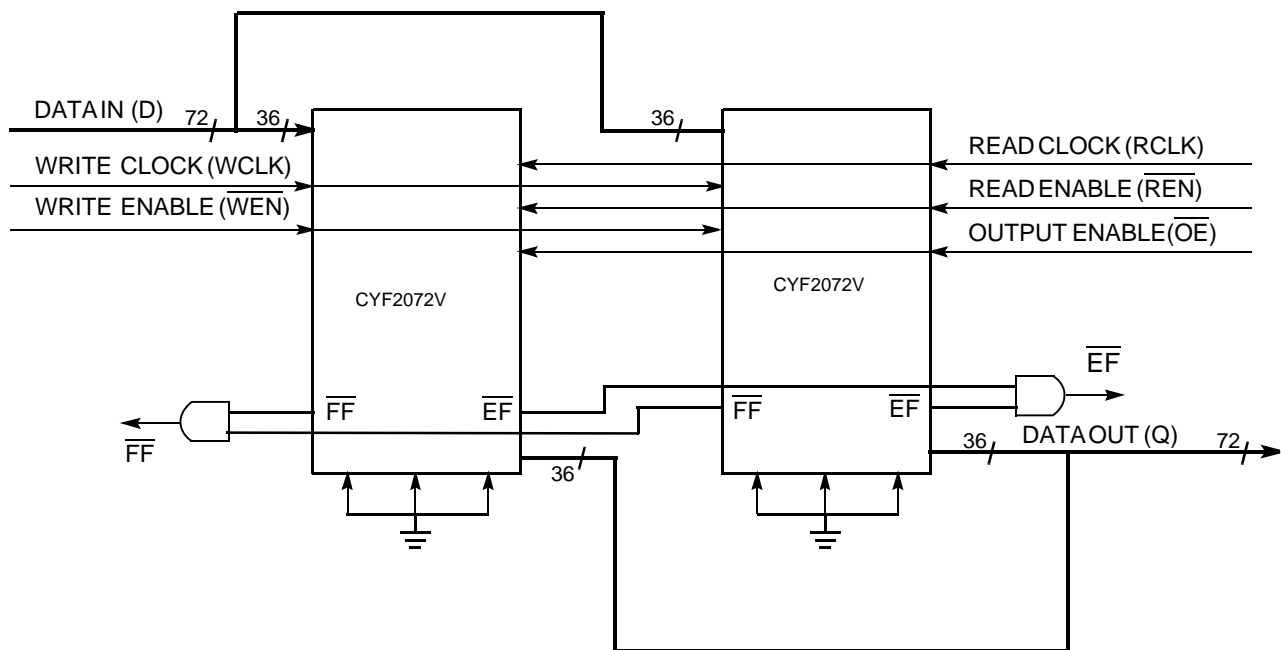 DATA IN (D)
72
36
36
WRITE CLOCK (WCLK)
READ CLOCK (RCLK)
WRITE ENABLE (WEN)
READ ENABLE (REN)
OUTPUT ENABLE (OE)
CYF2072V
CYF2072V
EF
FF
EF
FF
EF
FF
36
36
DATA OUT (Q)
72